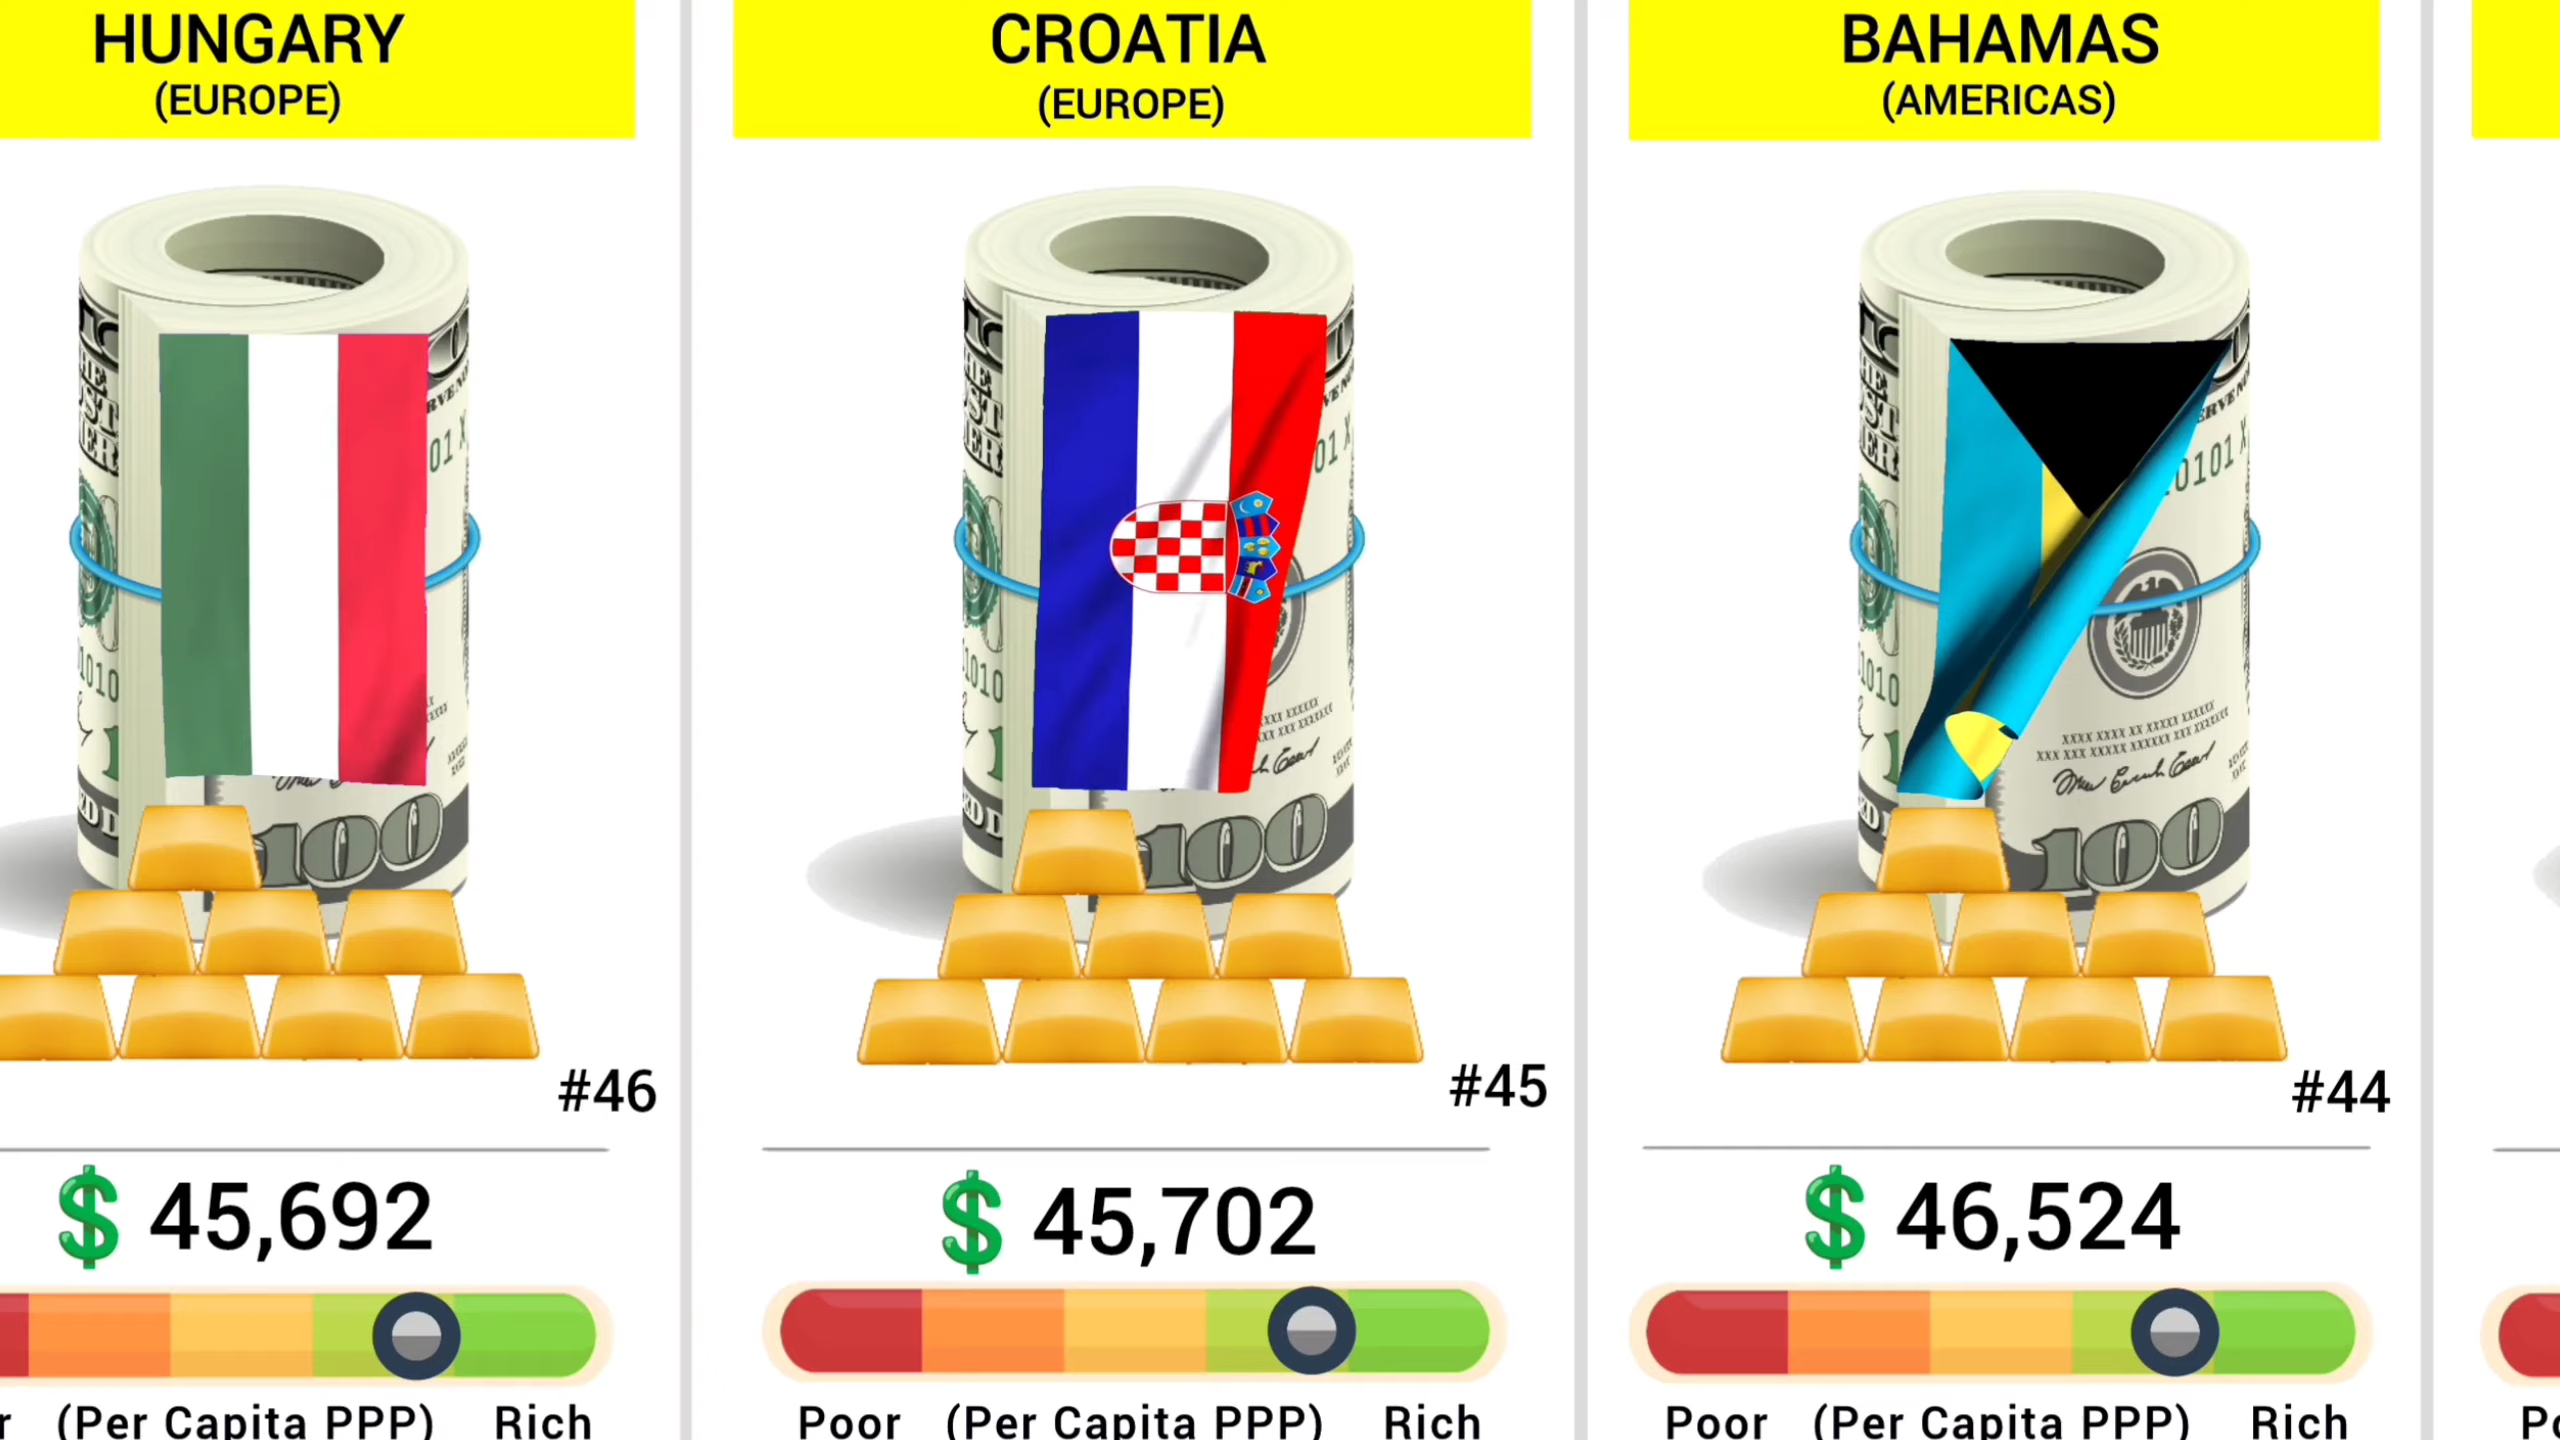 HUNGARY
(EUROPE)
#46
$ 45,692
r (Per Capita PPP) Rich
CROATIA
(EUROPE)
#45
$ 45,702
Poor (Per Capita PPP) Rich
BAHAMAS
(AMERICAS)
100
#44
$ 46,524
Poor (Per Capita PPP) Rich